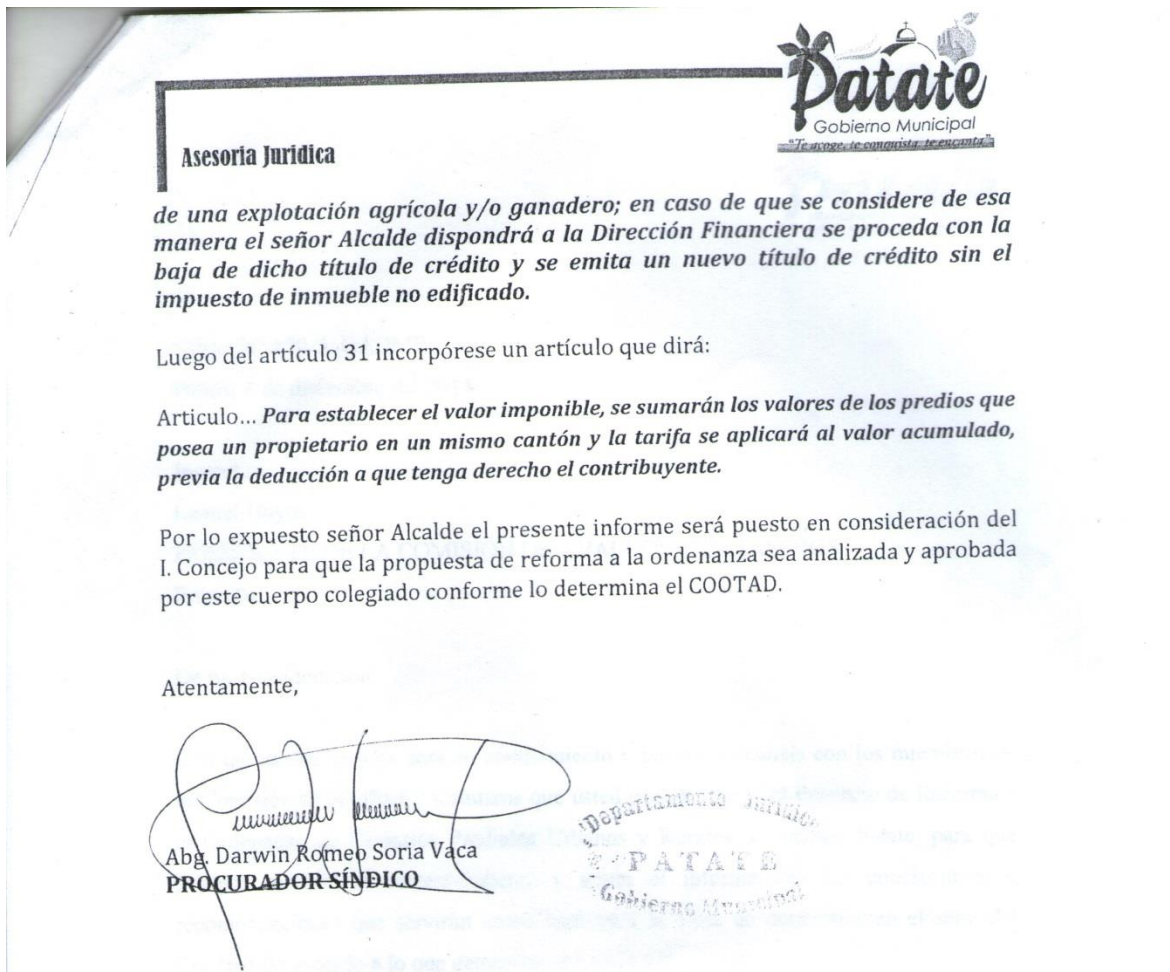 Patate
Gobierno Municipal
"Te acoge, te conquista, te encanta"
Asesoria Juridica
de una explotación agrícola y/o ganadero; en caso de que se considere de esa
manera el señor Alcalde dispondrá a la Dirección Financiera se proceda con la
baja de dicho título de crédito y se emita un nuevo título de crédito sin el
impuesto de inmueble no edificado.
Luego del artículo 31 incorpórese un artículo que dirá:
Articulo... Para establecer el valor imponible, se sumarán los valores de los predios que
posea un propietario en un mismo cantón y la tarifa se aplicará al valor acumulado,
previa la deducción a que tenga derecho el contribuyente.
Por lo expuesto señor Alcalde el presente informe será puesto en consideración del
I. Concejo para que la propuesta de reforma a la ordenanza sea analizada y aprobada
por este cuerpo colegiado conforme lo determina el COOTAD.
Atentamente,
Abg. Darwin Romeo Soria Vaca
PROCURADOR SÍNDICO
Departamento Juridico
PATATE
Gobierno Municipal